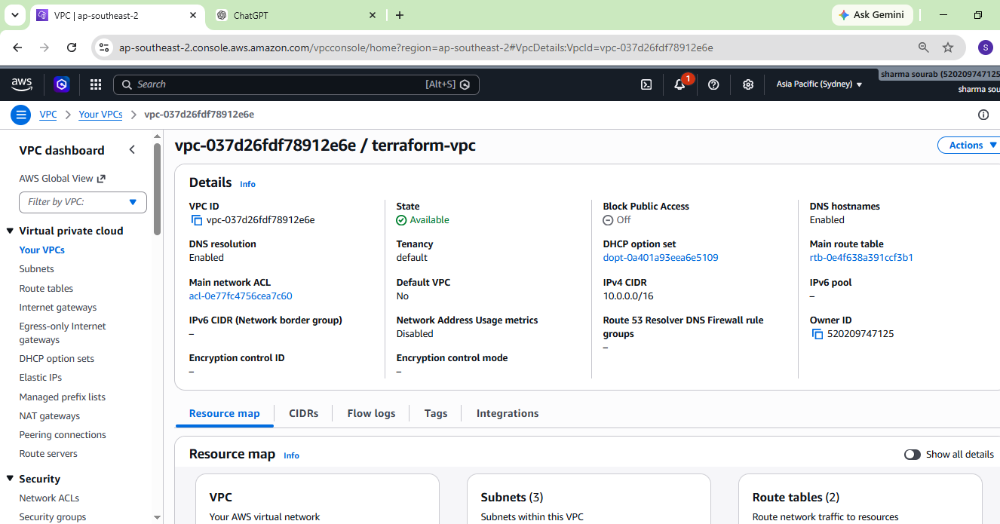 VPC | ap-southeast-2
ChatGPT
Ask Gemini
ap-southeast-2.console.aws.amazon.com/vpcconsole/home?region=ap-southeast-2#VpcDetails:VpcId=vpc-037d26fdf78912e6e
S
aws
Search
[Alt+S]
1
Asia Pacific (Sydney)
sharma sourab (520209747125
sharma sou
VPC > Your VPCs > vpc-037d26fdf78912e6e
VPC dashboard
AWS Global View
Filter by VPC:
Virtual private cloud
Your VPCs
Subnets
Route tables
Internet gateways
Egress-only Internet
gateways
DHCP option sets
Elastic IPs
Managed prefix lists
NAT gateways
Peering connections
Route servers
Security
Network ACLs
Security groups
vpc-037d26fdf78912e6e / terraform-vpc
Actions
Details Info
VPC ID
vpc-037d26fdf78912e6e
State
Available
Block Public Access
Off
DNS hostnames
Enabled
DNS resolution
Enabled
Tenancy
default
DHCP option set
dopt-0a401a93eea6e5109
Main route table
rtb-0e4f638a391ccf3b1
Main network ACL
acl-0e77fc4756cea7c60
Default VPC
No
IPv4 CIDR
10.0.0.0/16
IPv6 pool
–
IPv6 CIDR (Network border group)
–
Network Address Usage metrics
Disabled
Route 53 Resolver DNS Firewall rule
groups
–
Owner ID
520209747125
Encryption control ID
–
Encryption control mode
–
Resource map
CIDRs
Flow logs
Tags
Integrations
Resource map Info
Show all details
VPC
Your AWS virtual network
Subnets (3)
Subnets within this VPC
Route tables (2)
Route network traffic to resources